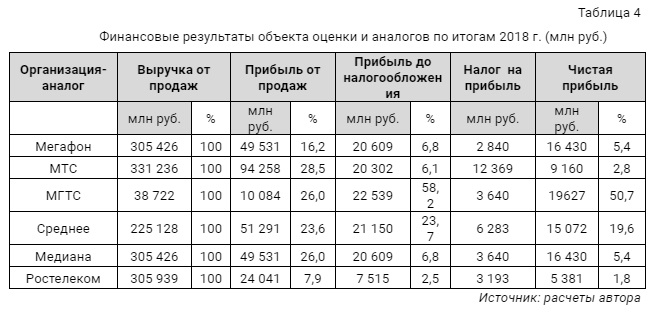 Таблица 4
Финансовые результаты объекта оценки и аналогов по итогам 2018 г. (млн руб.)
Организация-аналог | Выручка от продаж | Прибыль от продаж | Прибыль до налогообложения | Налог на прибыль | Чистая прибыль
млн руб. | % | млн руб. | % | млн руб. | % | млн руб. | млн руб. | %
Мегафон | 305 426 | 100 | 49 531 | 16,2 | 20 609 | 6,8 | 2 840 | 16 430 | 5,4
МТС | 331 236 | 100 | 94 258 | 28,5 | 20 302 | 6,1 | 12 369 | 9 160 | 2,8
МГТС | 38 722 | 100 | 10 084 | 26,0 | 22 539 | 58,2 | 3 640 | 19627 | 50,7
Среднее | 225 128 | 100 | 51 291 | 23,6 | 21 150 | 23,7 | 6 283 | 15 072 | 19,6
Медиана | 305 426 | 100 | 49 531 | 26,0 | 20 609 | 6,8 | 3 640 | 16 430 | 5,4
Ростелеком | 305 939 | 100 | 24 041 | 7,9 | 7 515 | 2,5 | 3 193 | 5 381 | 1,8
Источник: расчеты автора